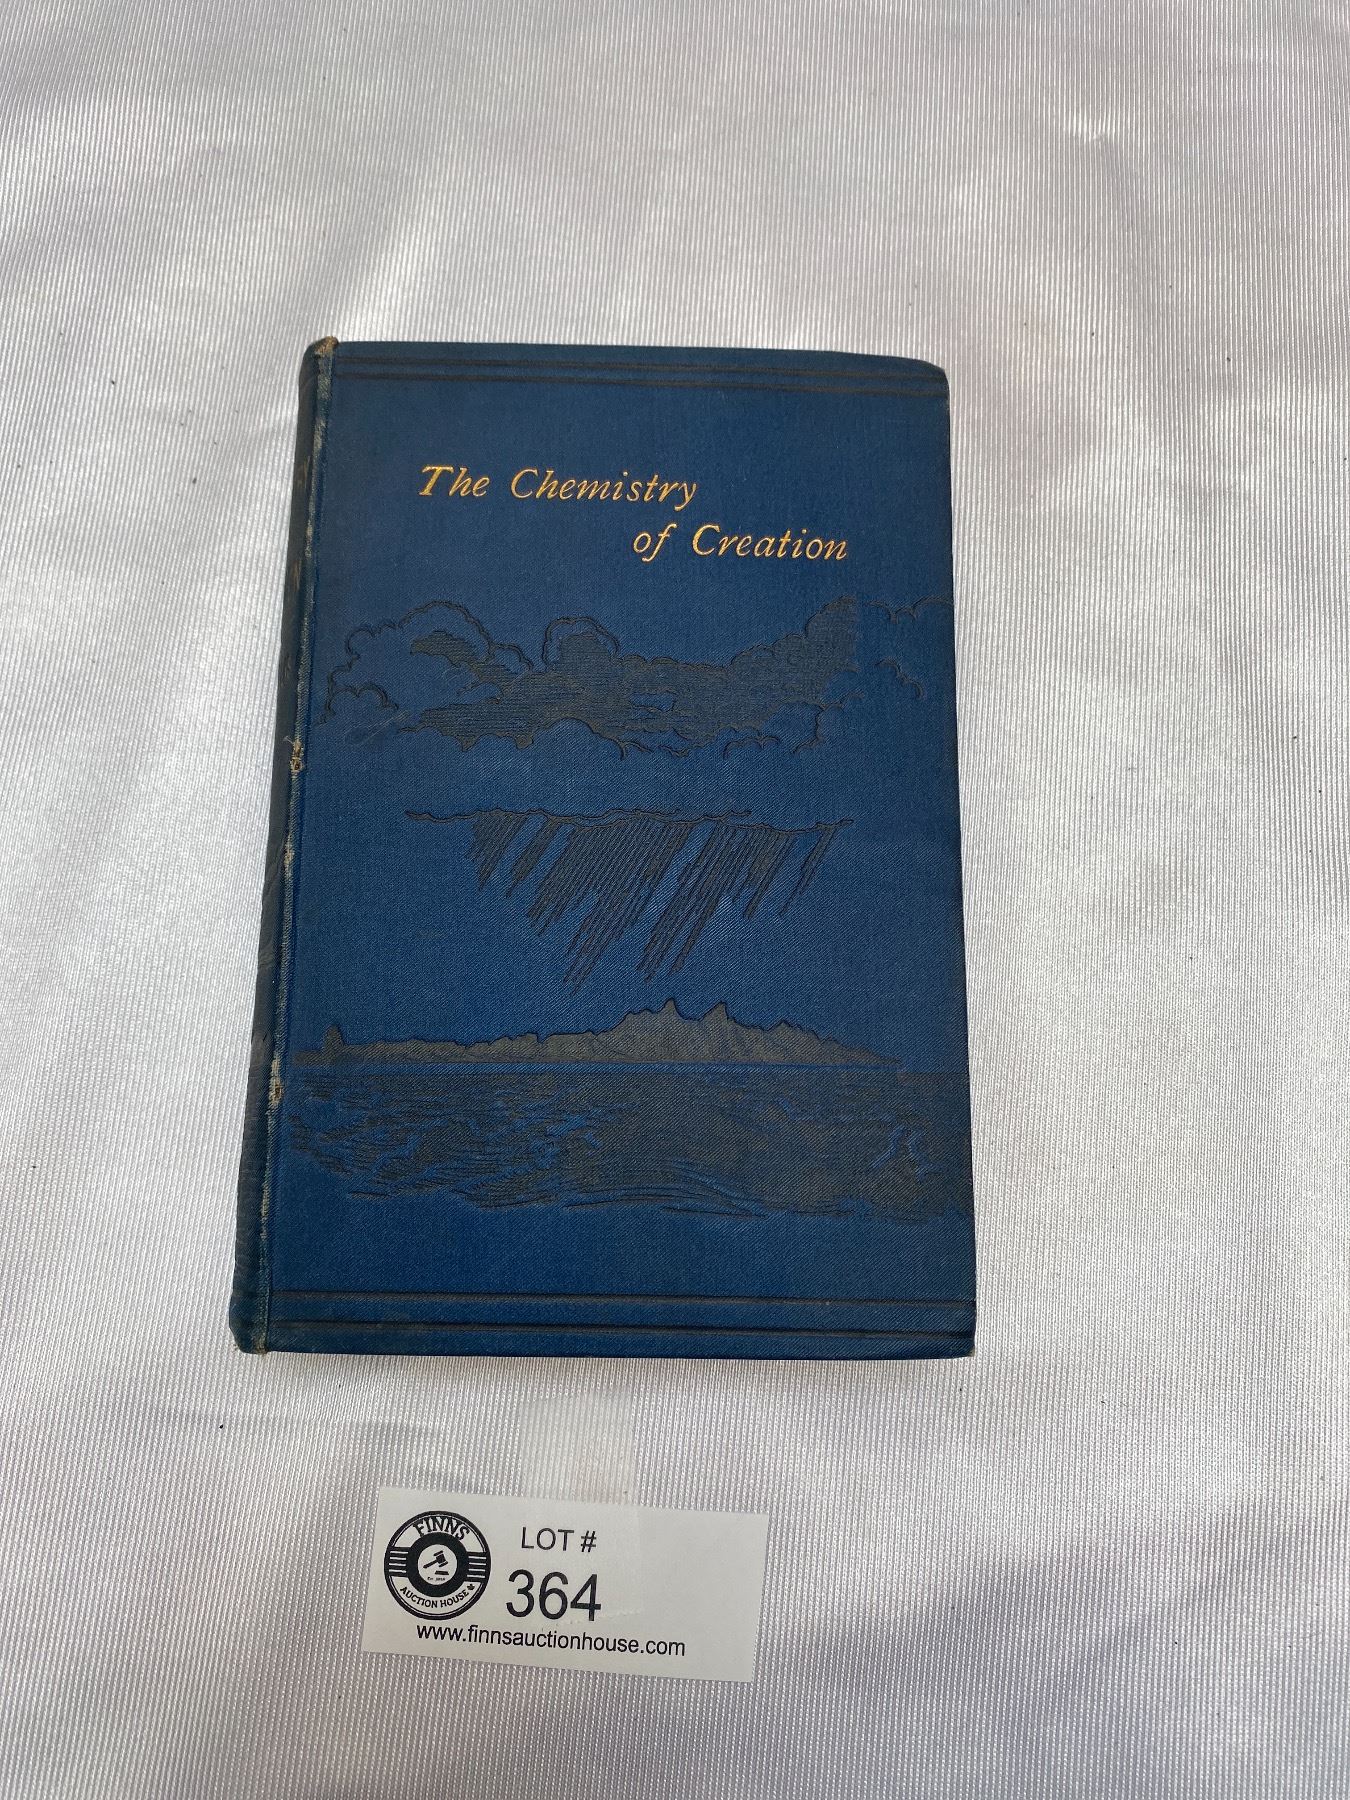 The Chemistry
of Creation
FINNS
AUCTION HOUSE
LOT #
364
www.finnsauctionhouse.com